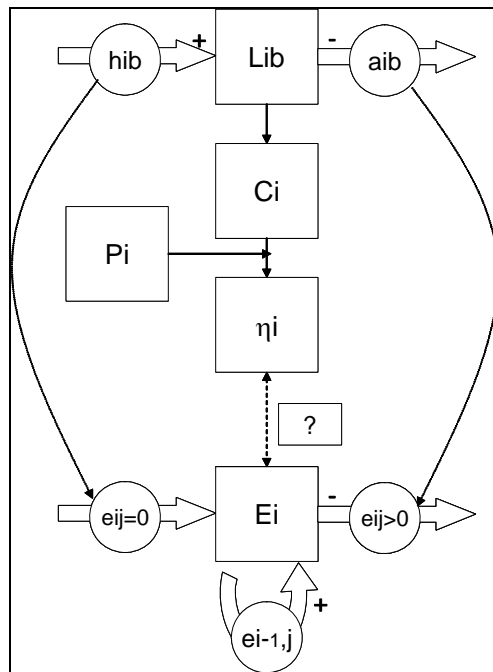 hib + Lib - aib
Ci
Pi
ηi
?
eij=0 Ei - eij>0
ei-1,j +